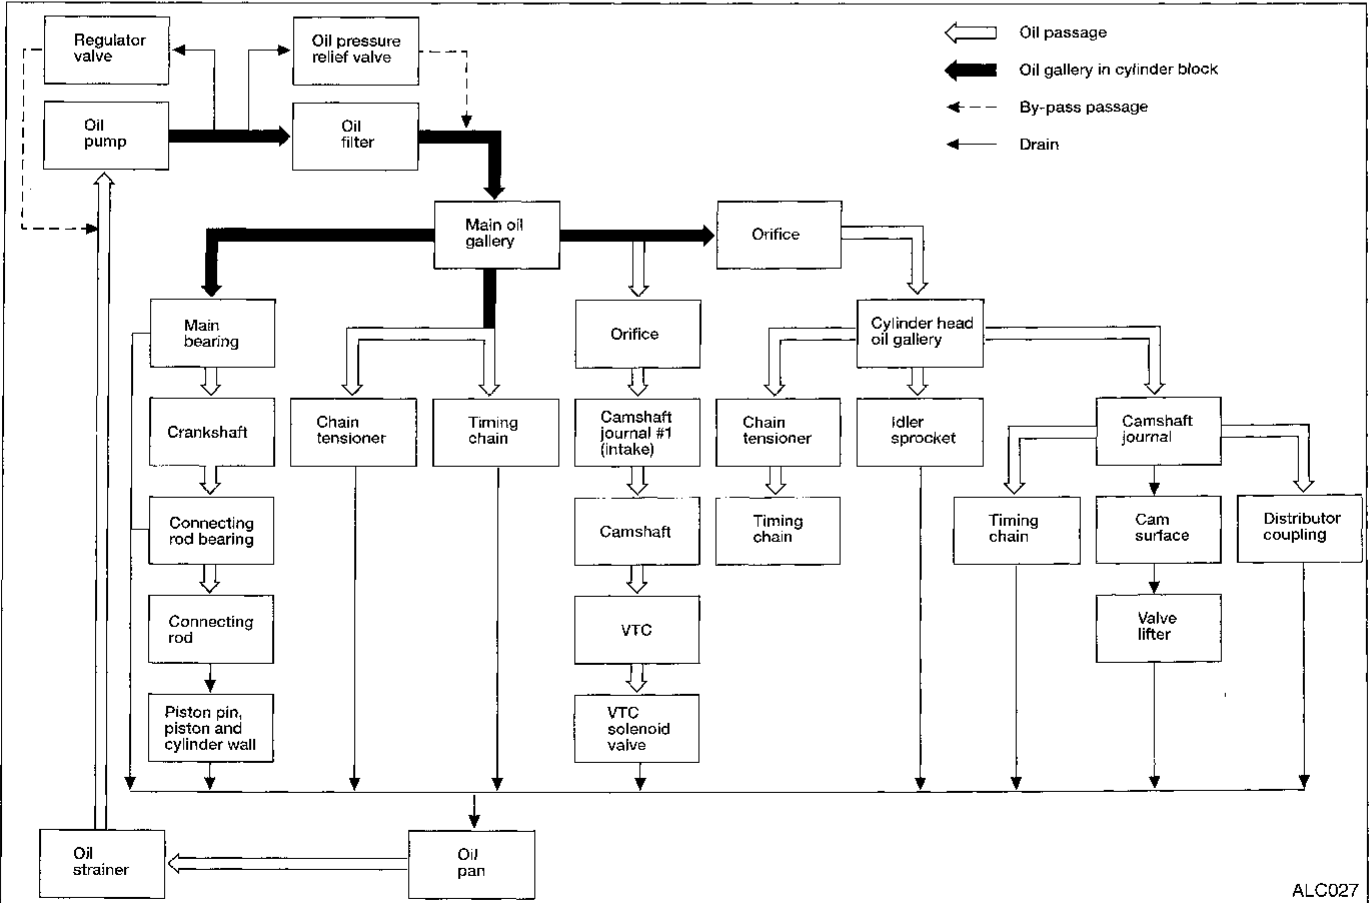 Regulator
valve
Oil pressure
relief valve
Oil passage
Oil gallery in cylinder block
By-pass passage
Drain
Oil
pump
Oil
filter
Main oil
gallery
Orifice
Main
bearing
Orifice
Cylinder head
oil gallery
Crankshaft
Chain
tensioner
Timing
chain
Camshaft
journal #1
(intake)
Chain
tensioner
Idler
sprocket
Camshaft
journal
Connecting
rod bearing
Camshaft
Timing
chain
Timing
chain
Cam
surface
Distributor
coupling
Connecting
rod
VTC
Valve
lifter
Piston pin,
piston and
cylinder wall
VTC
solenoid
valve
Oil
strainer
Oil
pan
ALC027